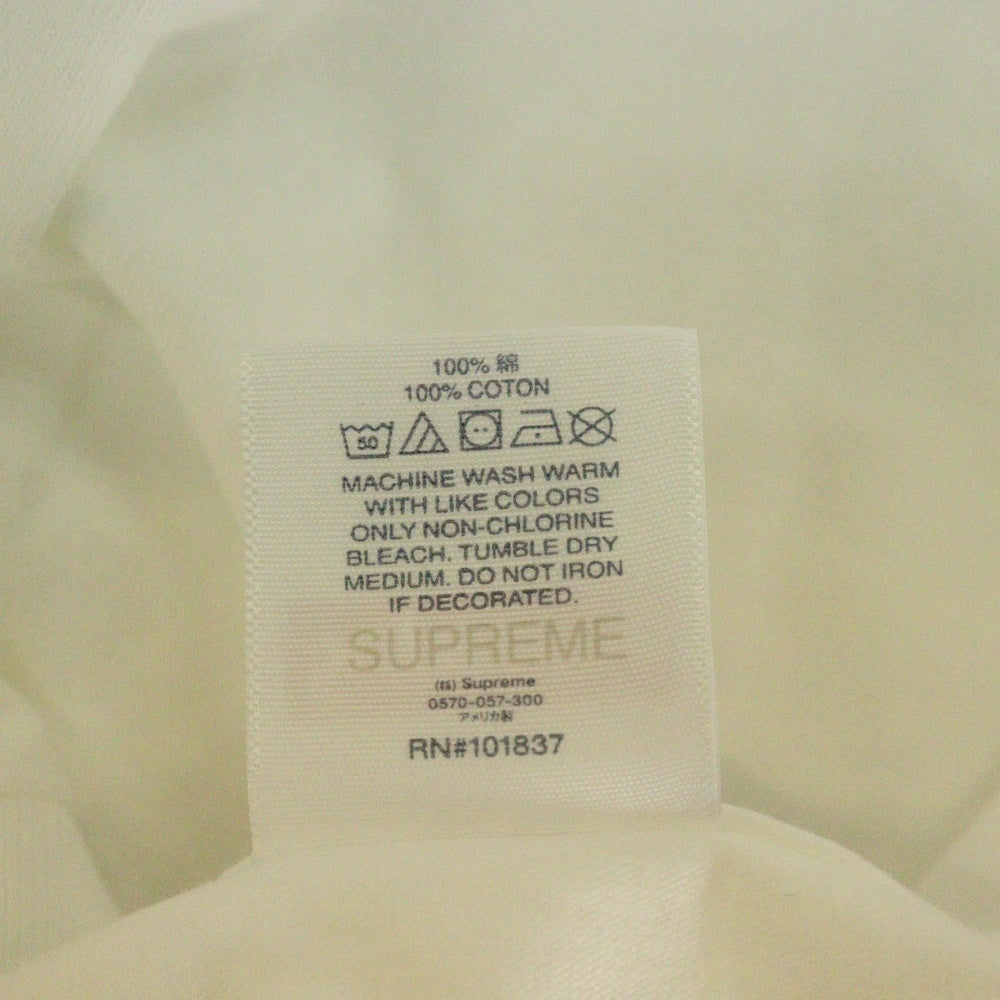 100% 綿
100% COTON
50
MACHINE WASH WARM
WITH LIKE COLORS
ONLY NON-CHLORINE
BLEACH. TUMBLE DRY
MEDIUM. DO NOT IRON
IF DECORATED.
SUPREME
(株) Supreme
0570-057-300
アメリカ製
RN#101837